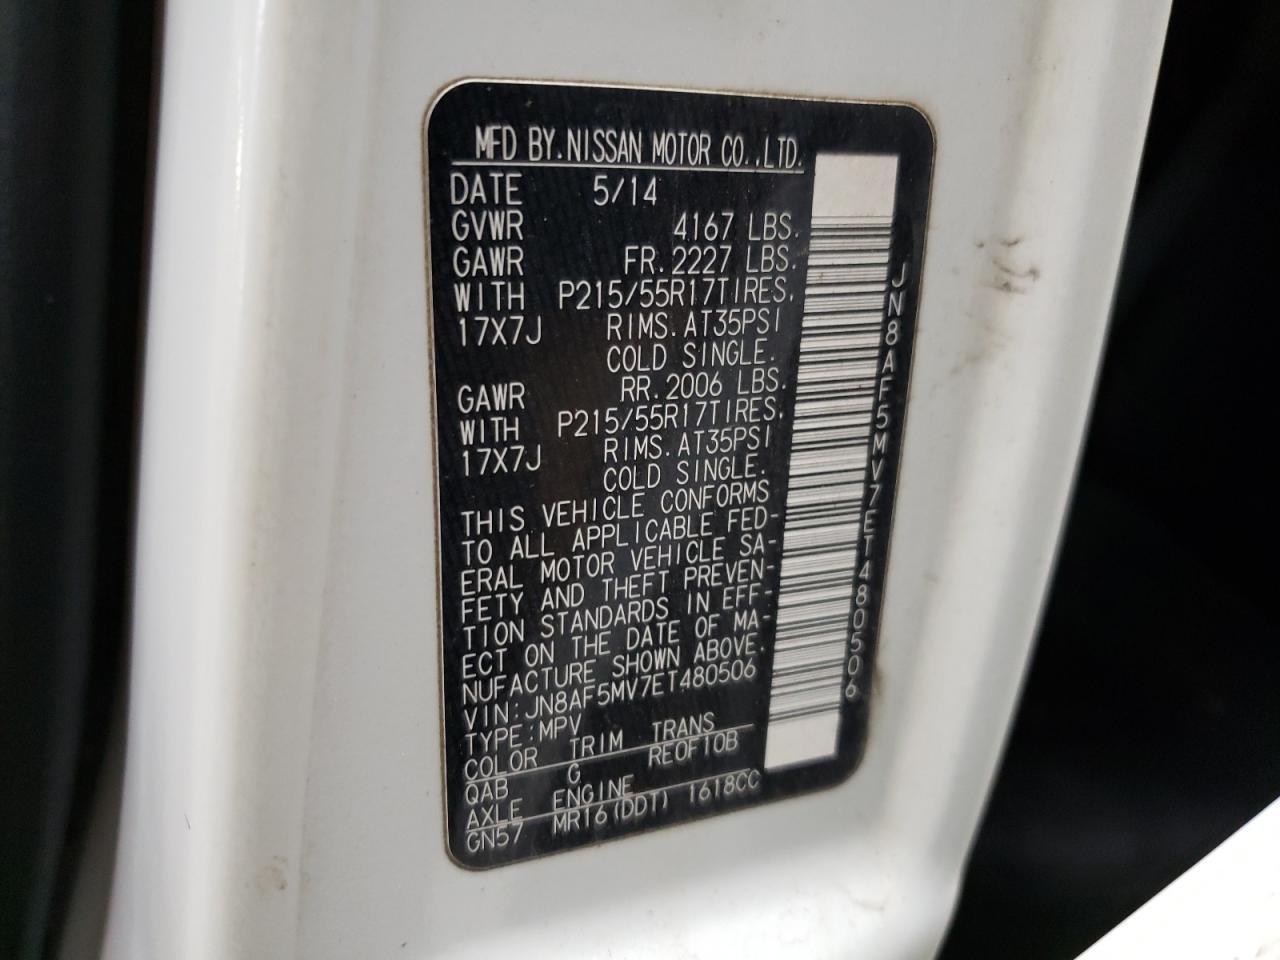 MFD BY.NISSAN MOTOR CO.,LTD.
DATE 5/14
GVWR 4167 LBS.
GAWR FR.2227 LBS.
WITH P215/55R17TIRES.
17X7J RIMS.AT35PSI
COLD SINGLE.
GAWR RR.2006 LBS.
WITH P215/55R17TIRES.
17X7J RIMS.AT35PSI
COLD SINGLE.
THIS VEHICLE CONFORMS
TO ALL APPLICABLE FED-
ERAL MOTOR VEHICLE SA-
FETY AND THEFT PREVEN-
TION STANDARDS IN EFF-
ECT ON THE DATE OF MA-
NUFACTURE SHOWN ABOVE.
VIN:JN8AF5MV7ET480506
TYPE:MPV
COLOR TRIM TRANS
QAB G RE0F10B
AXLE ENGINE
GN57 MR16(DDT) 1618CC
JN8AF5MV7ET480506